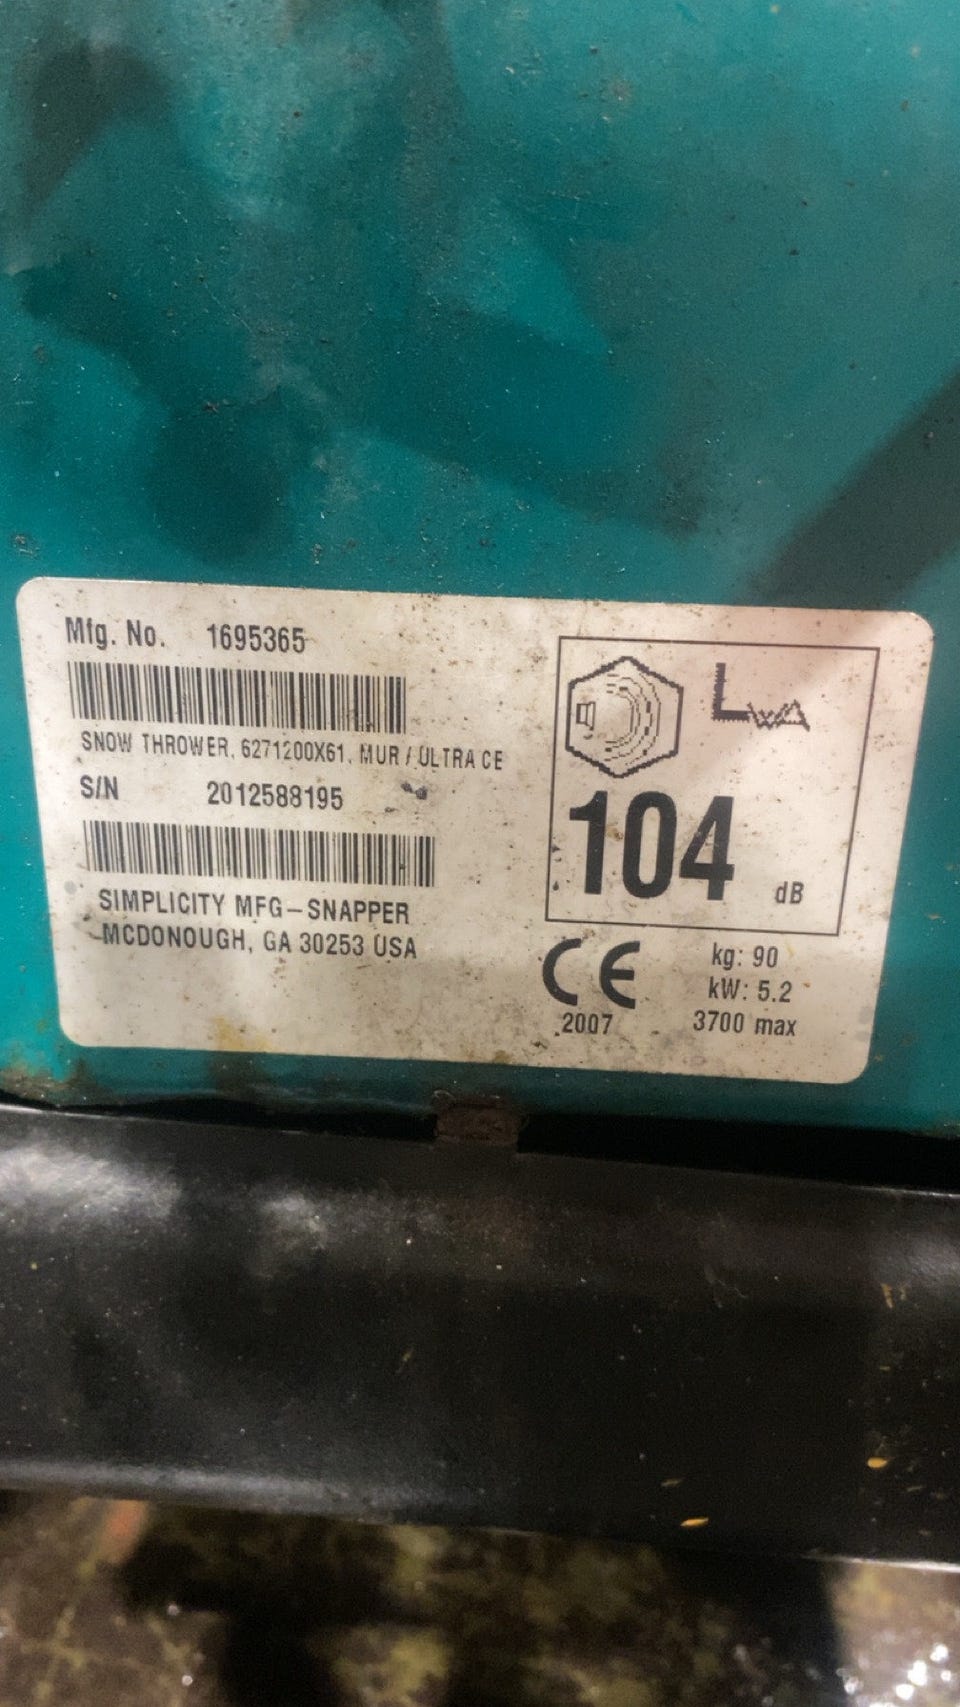 Mfg. No. 1695365
SNOW THROWER, 6271200X61, MUR / ULTRA CE
S/N 2012588195
SIMPLICITY MFG-SNAPPER
MCDONOUGH, GA 30253 USA
LWA
104 dB
CE
2007
kg: 90
kW: 5.2
3700 max